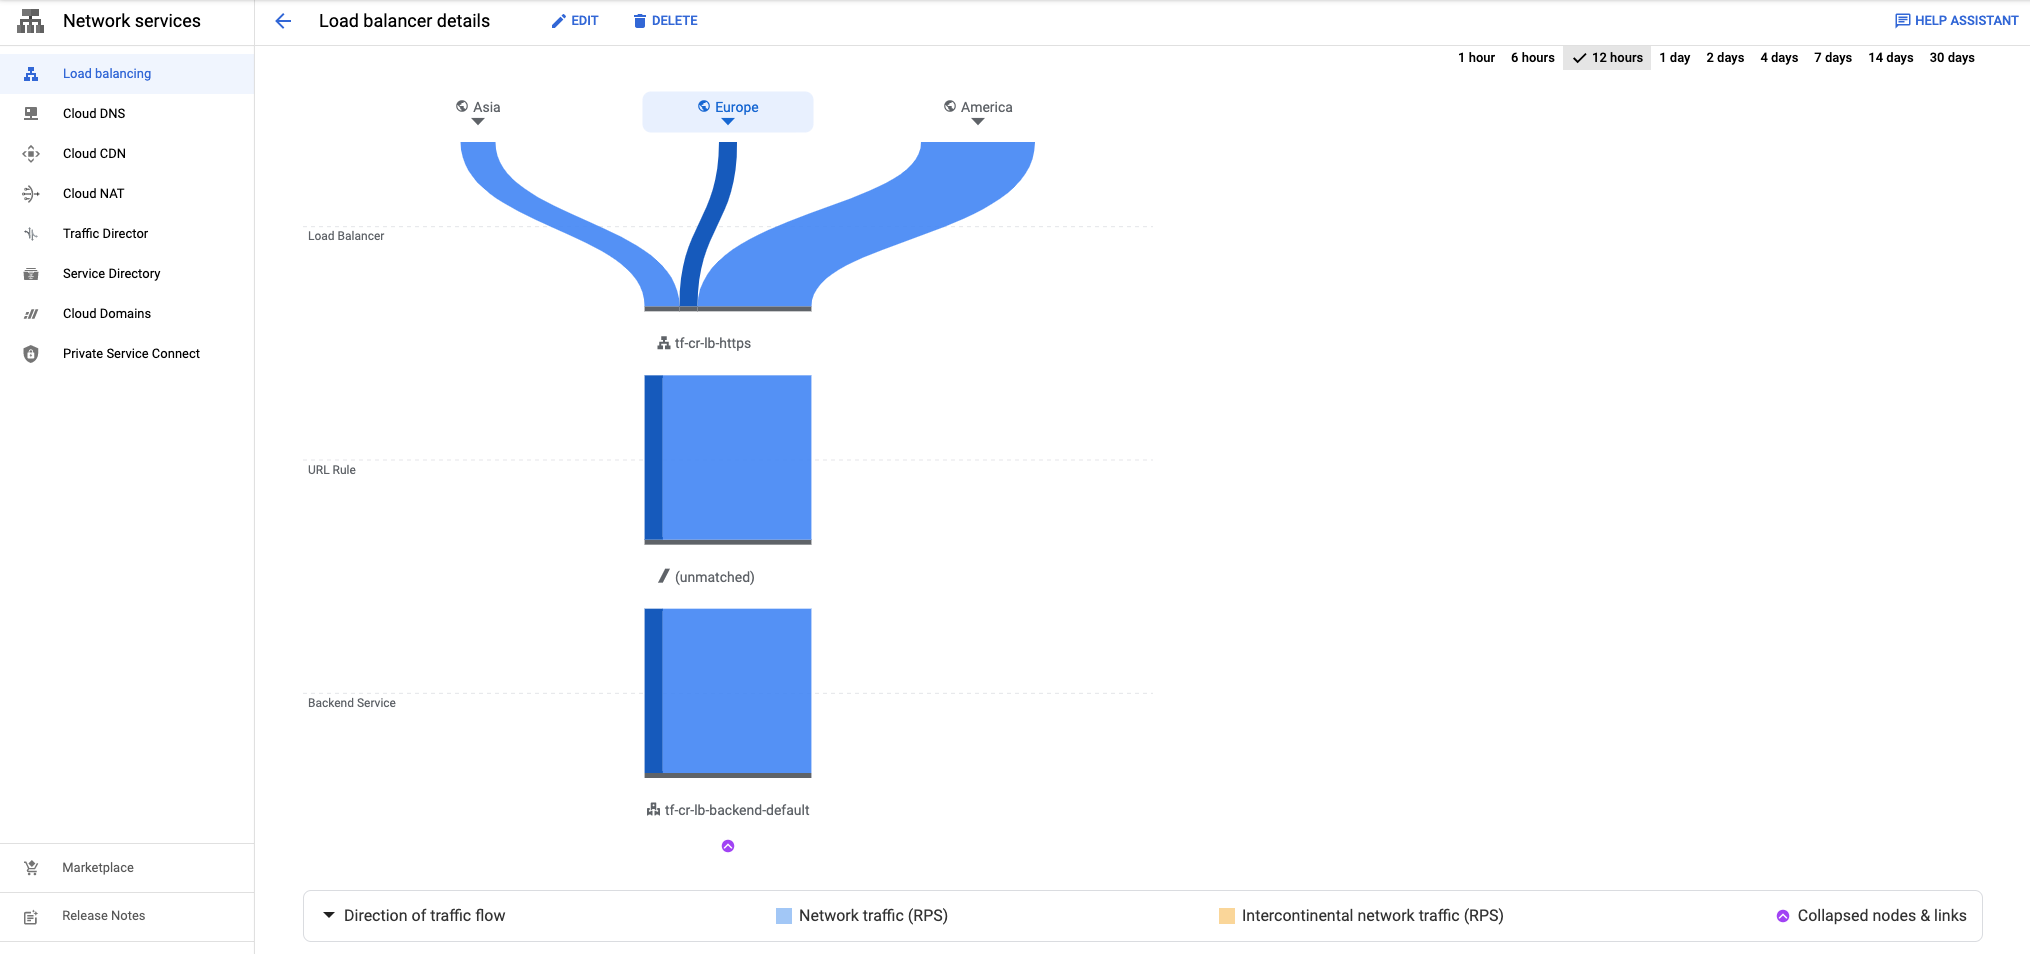 Network services
Load balancer details
EDIT
DELETE
HELP ASSISTANT
1 hour 6 hours 12 hours 1 day 2 days 4 days 7 days 14 days 30 days
Load balancing
Cloud DNS
Cloud CDN
Cloud NAT
Traffic Director
Service Directory
Cloud Domains
Private Service Connect
Marketplace
Release Notes
Asia
Europe
America
Load Balancer
tf-cr-lb-https
URL Rule
(unmatched)
Backend Service
tf-cr-lb-backend-default
Direction of traffic flow
Network traffic (RPS)
Intercontinental network traffic (RPS)
Collapsed nodes & links